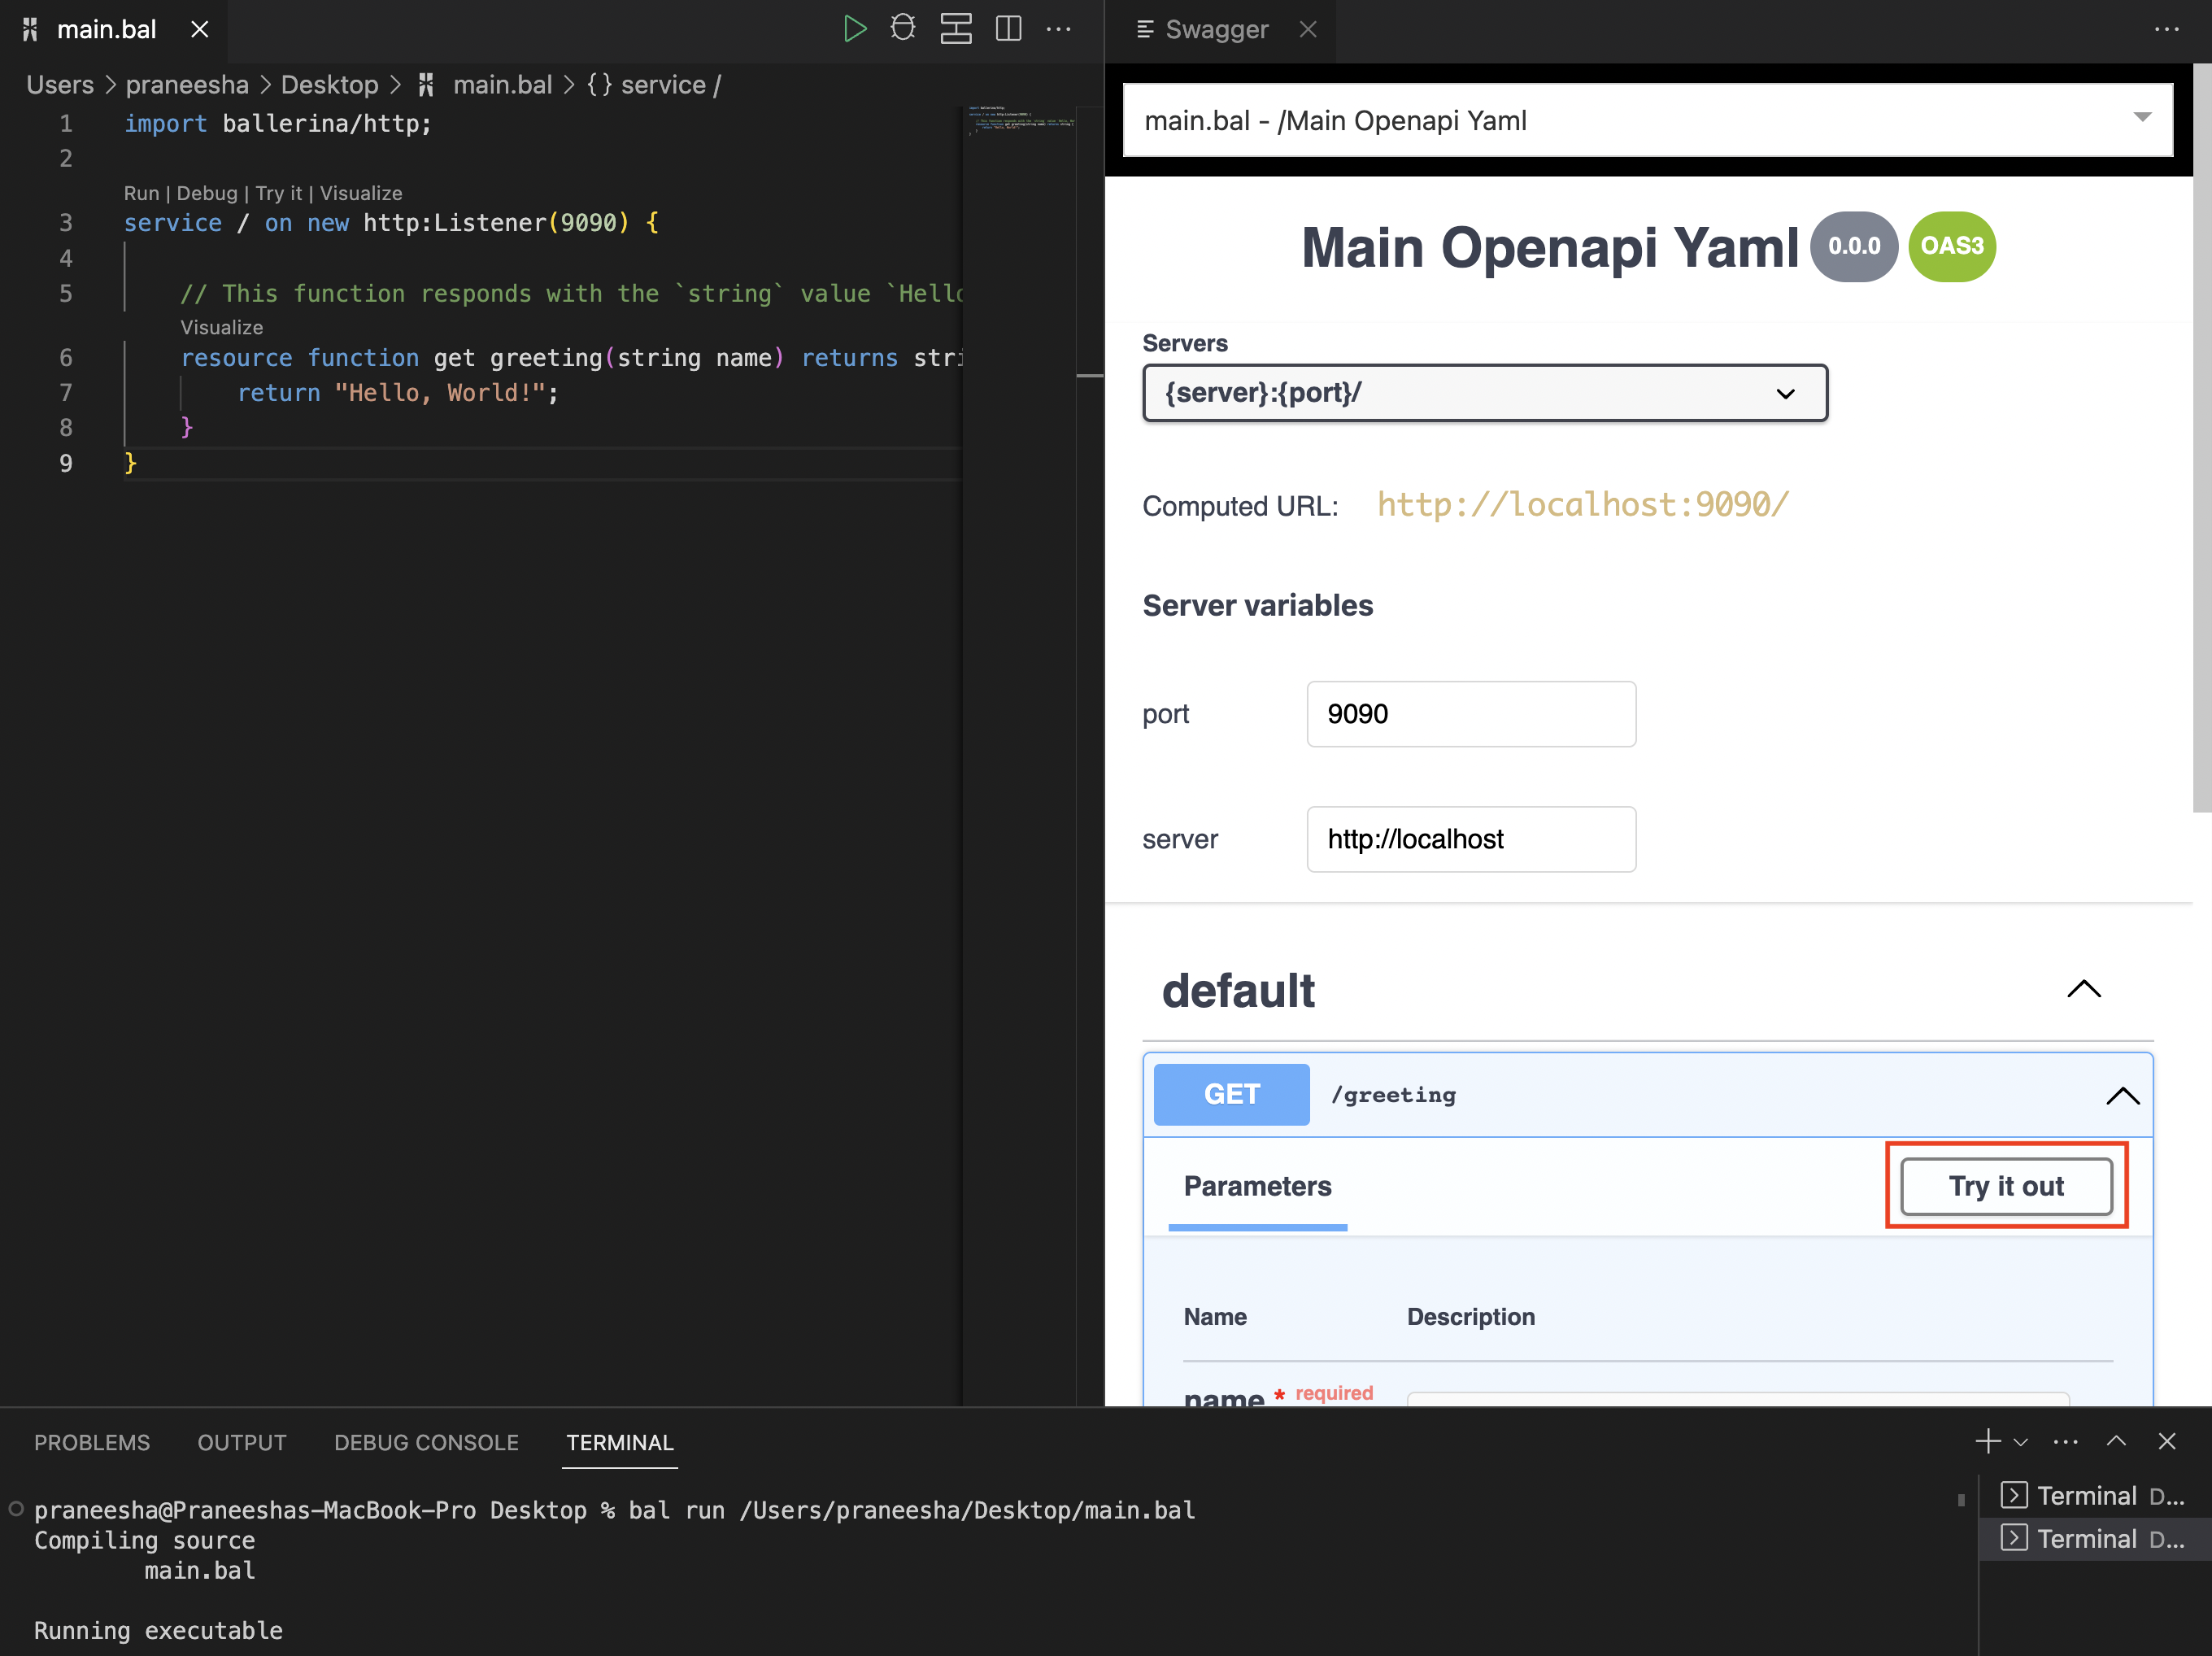 main.bal
Users > praneesha > Desktop > main.bal > {} service /
1 import ballerina/http;
2
Run | Debug | Try it | Visualize
3 service / on new http:Listener(9090) {
4
5 // This function responds with the `string` value `Hello
Visualize
6 resource function get greeting(string name) returns stri
7 return "Hello, World!";
8 }
9 }
Swagger
main.bal - /Main Openapi Yaml
Main Openapi Yaml 0.0.0 OAS3
Servers
{server}:{port}/
Computed URL: http://localhost:9090/
Server variables
port 9090
server http://localhost
default
GET /greeting
Parameters Try it out
Name Description
name * required
PROBLEMS OUTPUT DEBUG CONSOLE TERMINAL
praneesha@Praneeshas-MacBook-Pro Desktop % bal run /Users/praneesha/Desktop/main.bal
Compiling source
main.bal
Running executable
Terminal D...
Terminal D...